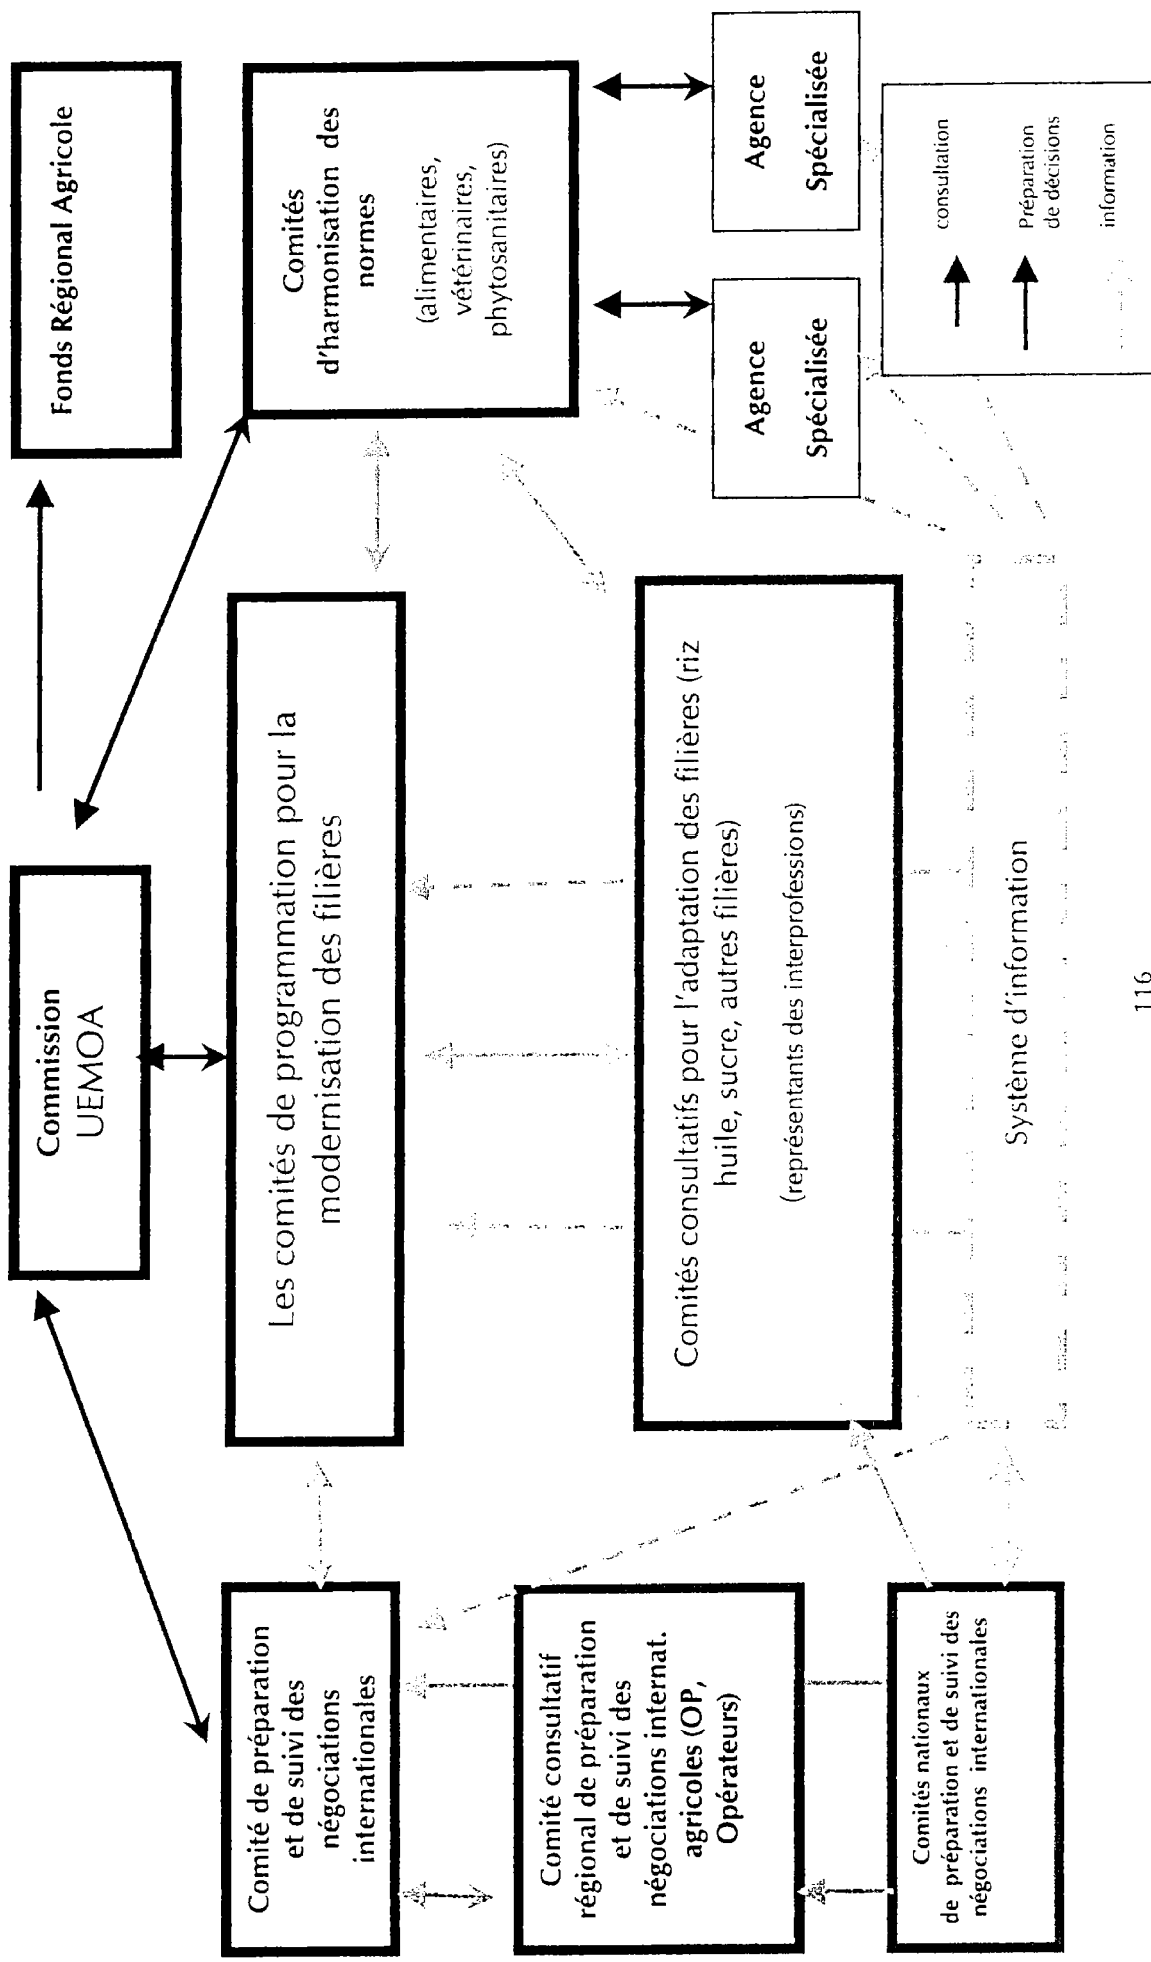 Commission
UEMOA
Fonds Régional Agricole
Comité de préparation
et de suivi des
négociations
internationales
Les comités de programmation pour la
modernisation des filières
Comités
d'harmonisation des
normes
(alimentaires,
vétérinaires,
phytosanitaires)
Comité consultatif
régional de préparation
et de suivi des
négociations internat.
agricoles (OP,
Opérateurs)
Comités consultatifs pour l'adaptation des filières (riz
huile, sucre, autres filières)
(représentants des interprofessions)
Agence
Spécialisée
Agence
Spécialisée
Comités nationaux
de préparation et de suivi des
négociations internationales
Système d'information
consultation
Préparation
de décisions
information
116